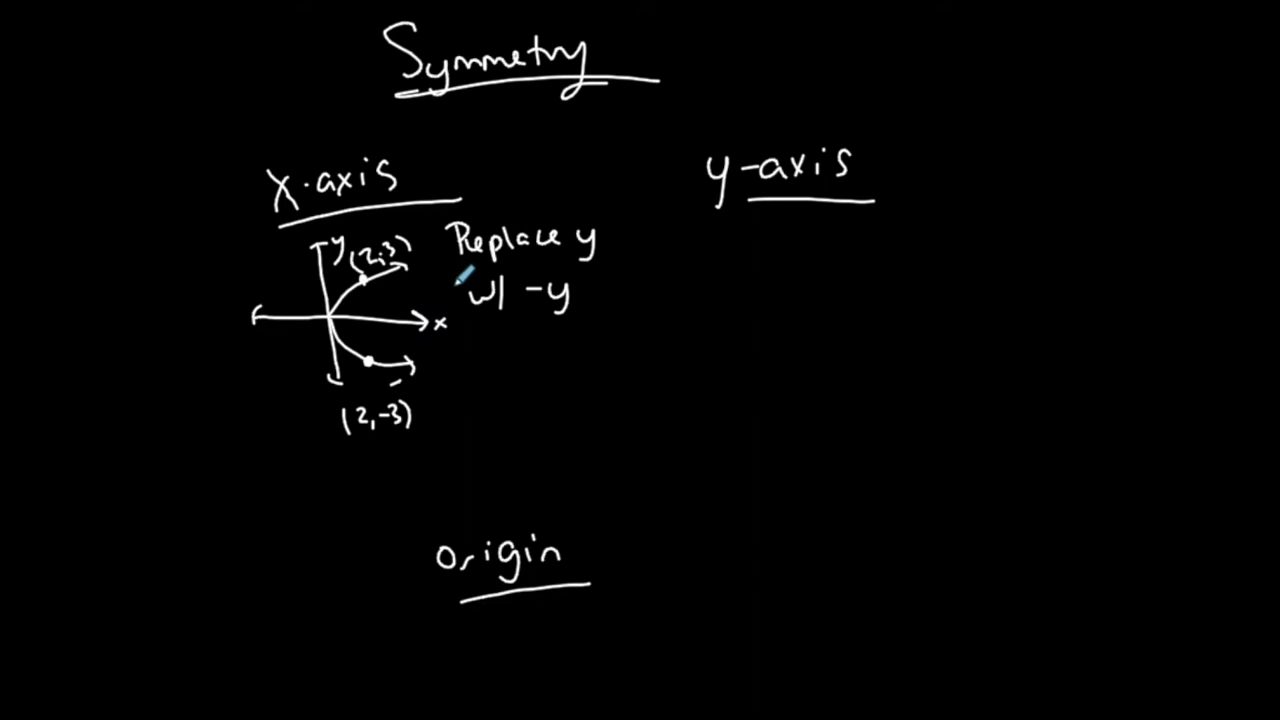 Symmetry
x-axis
y-axis
Replace y
w/ -y
y
(2,3)
x
(2,-3)
origin